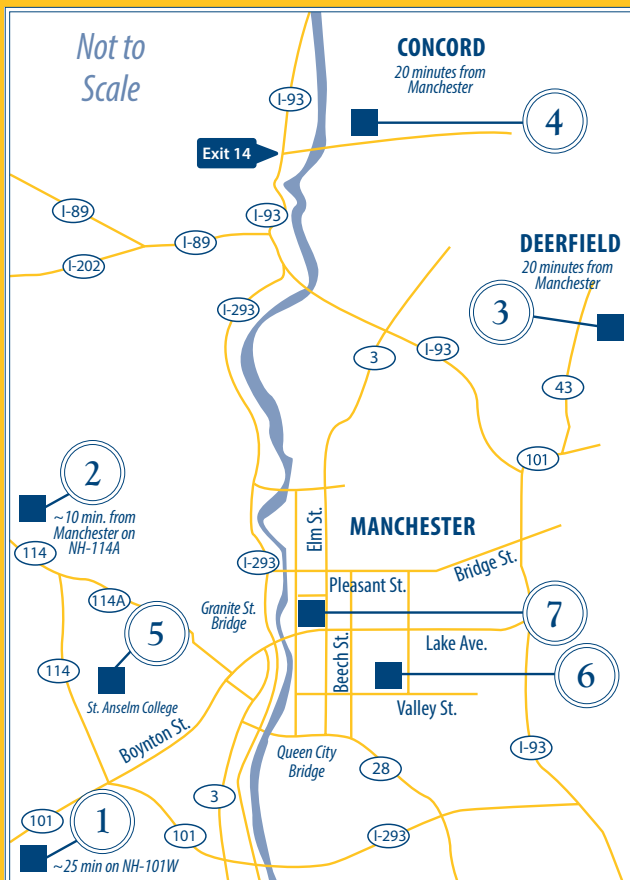 Not to
Scale
CONCORD
20 minutes from
Manchester
I-93
4
Exit 14
I-89
I-93
I-89
I-202
DEERFIELD
20 minutes from
Manchester
3
I-293
3
I-93
43
101
2
~10 min. from
Manchester on
NH-114A
114
Elm St.
MANCHESTER
I-293
Bridge St.
Pleasant St.
114A
Granite St.
Bridge
7
5
Beech St.
Lake Ave.
6
114
St. Anselm College
Valley St.
Boynton St.
Queen City
Bridge
I-93
28
3
101
1
101
I-293
~25 min on NH-101W